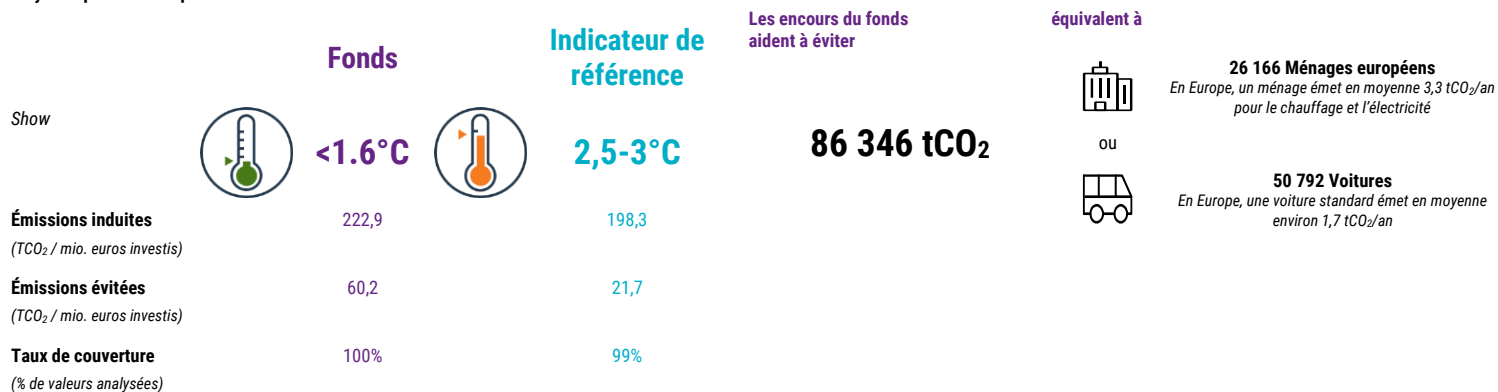 Fonds
Indicateur de
référence
Les encours du fonds
aident à éviter
équivalent à
Show
<1.6°C
2,5-3°C
86 346 tCO₂
26 166 Ménages européens
En Europe, un ménage émet en moyenne 3,3 tCO₂/an
pour le chauffage et l'électricité
ou
50 792 Voitures
En Europe, une voiture standard émet en moyenne
environ 1,7 tCO₂/an
Émissions induites 222,9 198,3
(TCO₂ / mio. euros investis)
Émissions évitées 60,2 21,7
(TCO₂ / mio. euros investis)
Taux de couverture 100% 99%
(% de valeurs analysées)